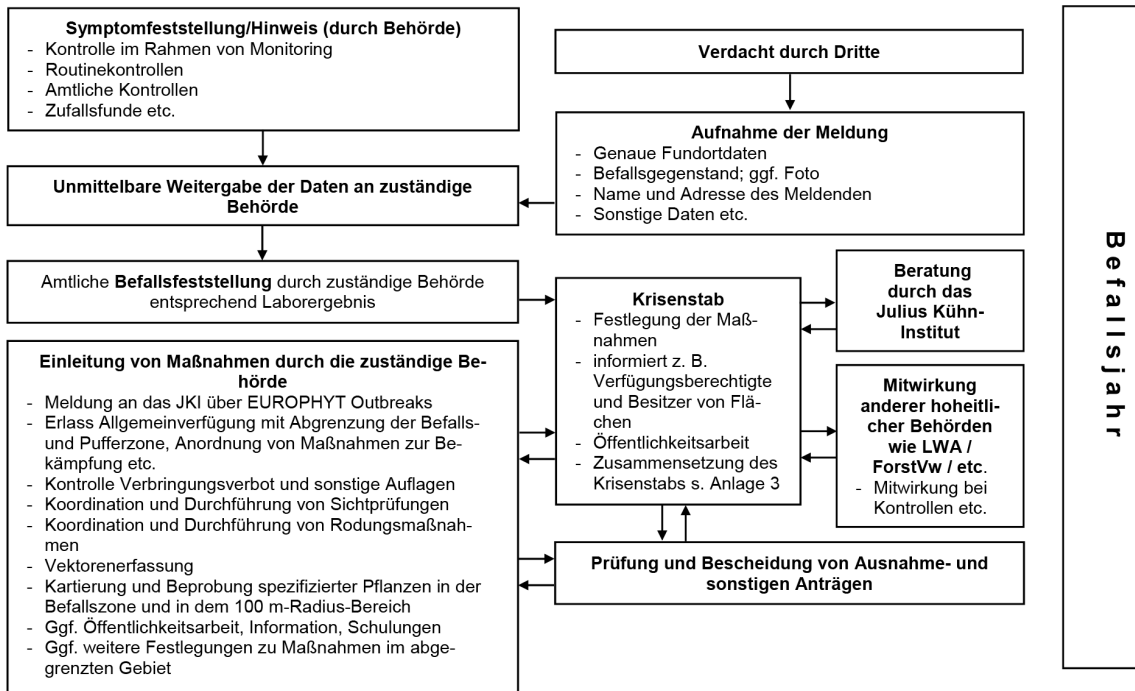 Symptomfeststellung/Hinweis (durch Behörde)
- Kontrolle im Rahmen von Monitoring
- Routinekontrollen
- Amtliche Kontrollen
- Zufallsfunde etc.
Verdacht durch Dritte
Aufnahme der Meldung
- Genaue Fundortdaten
- Befallsgegenstand; ggf. Foto
- Name und Adresse des Meldenden
- Sonstige Daten etc.
Unmittelbare Weitergabe der Daten an zuständige
Behörde
Amtliche Befallsfeststellung durch zuständige Behörde
entsprechend Laborergebnis
Krisenstab
- Festlegung der Maß-
nahmen
- informiert z. B.
Verfügungsberechtigte
und Besitzer von Flä-
chen
- Öffentlichkeitsarbeit
- Zusammensetzung des
Krisenstabs s. Anlage 3
Beratung
durch das
Julius Kühn-
Institut
Mitwirkung
anderer hoheitli-
cher Behörden
wie LWA /
ForstVw / etc.
- Mitwirkung bei
Kontrollen etc.
Einleitung von Maßnahmen durch die zuständige Be-
hörde
- Meldung an das JKI über EUROPHYT Outbreaks
- Erlass Allgemeinverfügung mit Abgrenzung der Befalls-
und Pufferzone, Anordnung von Maßnahmen zur Be-
kämpfung etc.
- Kontrolle Verbringungsverbot und sonstige Auflagen
- Koordination und Durchführung von Sichtprüfungen
- Koordination und Durchführung von Rodungsmaßnah-
men
- Vektorenerfassung
- Kartierung und Beprobung spezifizierter Pflanzen in der
Befallszone und in dem 100 m-Radius-Bereich
- Ggf. Öffentlichkeitsarbeit, Information, Schulungen
- Ggf. weitere Festlegungen zu Maßnahmen im abge-
grenzten Gebiet
Prüfung und Bescheidung von Ausnahme- und
sonstigen Anträgen
Befallsjahr